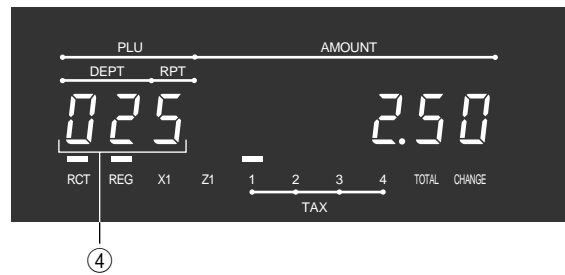 PLU AMOUNT
DEPT RPT
025 2.50
RCT REG X1 Z1 1 2 3 4 TOTAL CHANGE
TAX
④